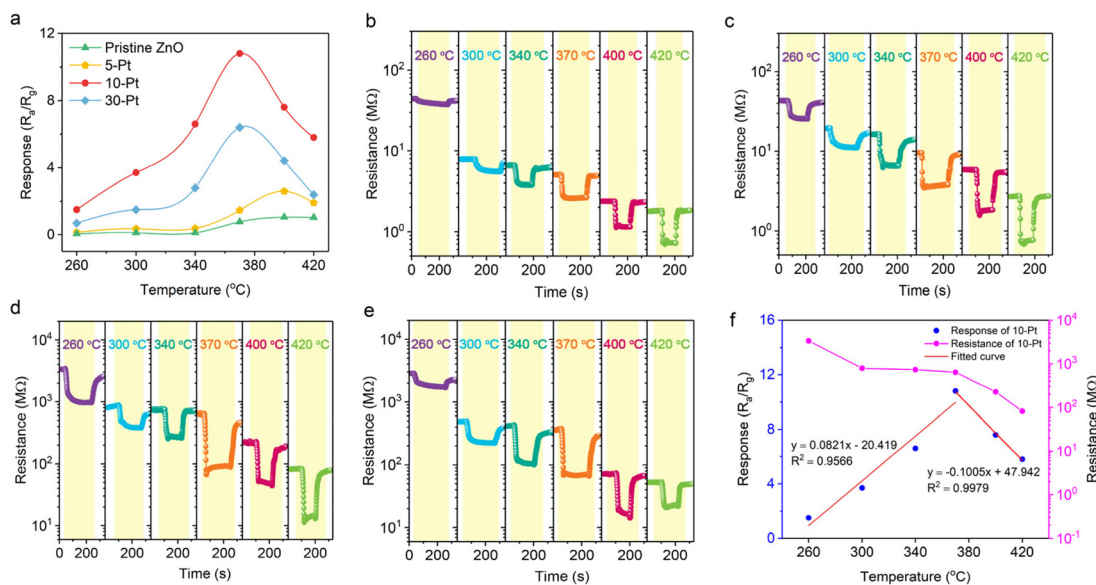 a
Response (Ra/Rg)
12
8
4
0
Pristine ZnO
5-Pt
10-Pt
30-Pt
260 300 340 380 420
Temperature (°C)
b
Resistance (MΩ)
10²
10¹
10⁰
260 °C 300 °C 340 °C 370 °C 400 °C 420 °C
0 200 200 200 200 200 200
Time (s)
c
Resistance (MΩ)
10²
10¹
10⁰
260 °C 300 °C 340 °C 370 °C 400 °C 420 °C
0 200 200 200 200 200 200
Time (s)
d
Resistance (MΩ)
10⁴
10³
10²
10¹
260 °C 300 °C 340 °C 370 °C 400 °C 420 °C
0 200 200 200 200 200 200
Time (s)
e
Resistance (MΩ)
10⁴
10³
10²
10¹
260 °C 300 °C 340 °C 370 °C 400 °C 420 °C
0 200 200 200 200 200 200
Time (s)
f
Response (Ra/Rg)
16
12
8
4
0
Response of 10-Pt
Resistance of 10-Pt
Fitted curve
y = 0.0821x - 20.419
R² = 0.9566
y = -0.1005x + 47.942
R² = 0.9979
10⁴
10³
10²
10¹
10⁰
10⁻¹
Resistance (MΩ)
260 300 340 380 420
Temperature (°C)